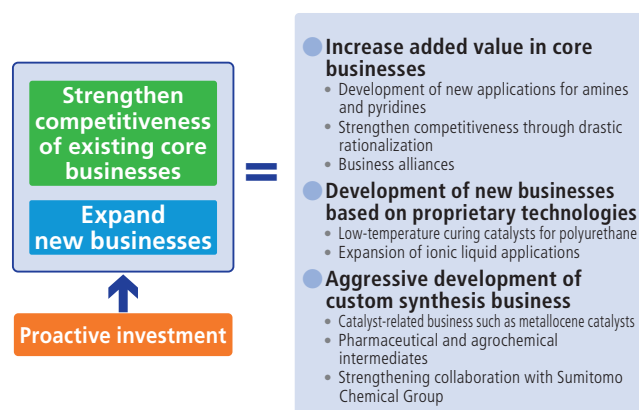 Strengthen
competitiveness
of existing core
businesses
Expand
new businesses
Proactive investment
=
● Increase added value in core
businesses
• Development of new applications for amines
and pyridines
• Strengthen competitiveness through drastic
rationalization
• Business alliances
● Development of new businesses
based on proprietary technologies
• Low-temperature curing catalysts for polyurethane
• Expansion of ionic liquid applications
● Aggressive development of
custom synthesis business
• Catalyst-related business such as metallocene catalysts
• Pharmaceutical and agrochemical
intermediates
• Strengthening collaboration with Sumitomo
Chemical Group